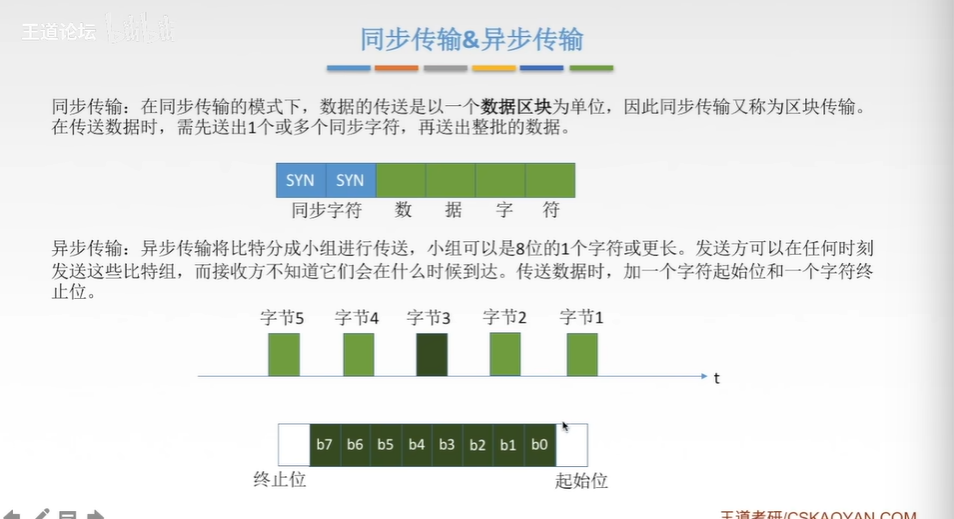 王道论坛 bilibili
同步传输&异步传输
同步传输：在同步传输的模式下，数据的传送是以一个数据区块为单位，因此同步传输又称为区块传输。
在传送数据时，需先送出1个或多个同步字符，再送出整批的数据。
SYN SYN
同步字符 数 据 字 符
异步传输：异步传输将比特分成小组进行传送，小组可以是8位的1个字符或更长。发送方可以在任何时刻
发送这些比特组，而接收方不知道它们会在什么时候到达。传送数据时，加一个字符起始位和一个字符终
止位。
字节5 字节4 字节3 字节2 字节1
t
b7 b6 b5 b4 b3 b2 b1 b0
终止位 起始位
王道考研/CSKAOYAN.COM